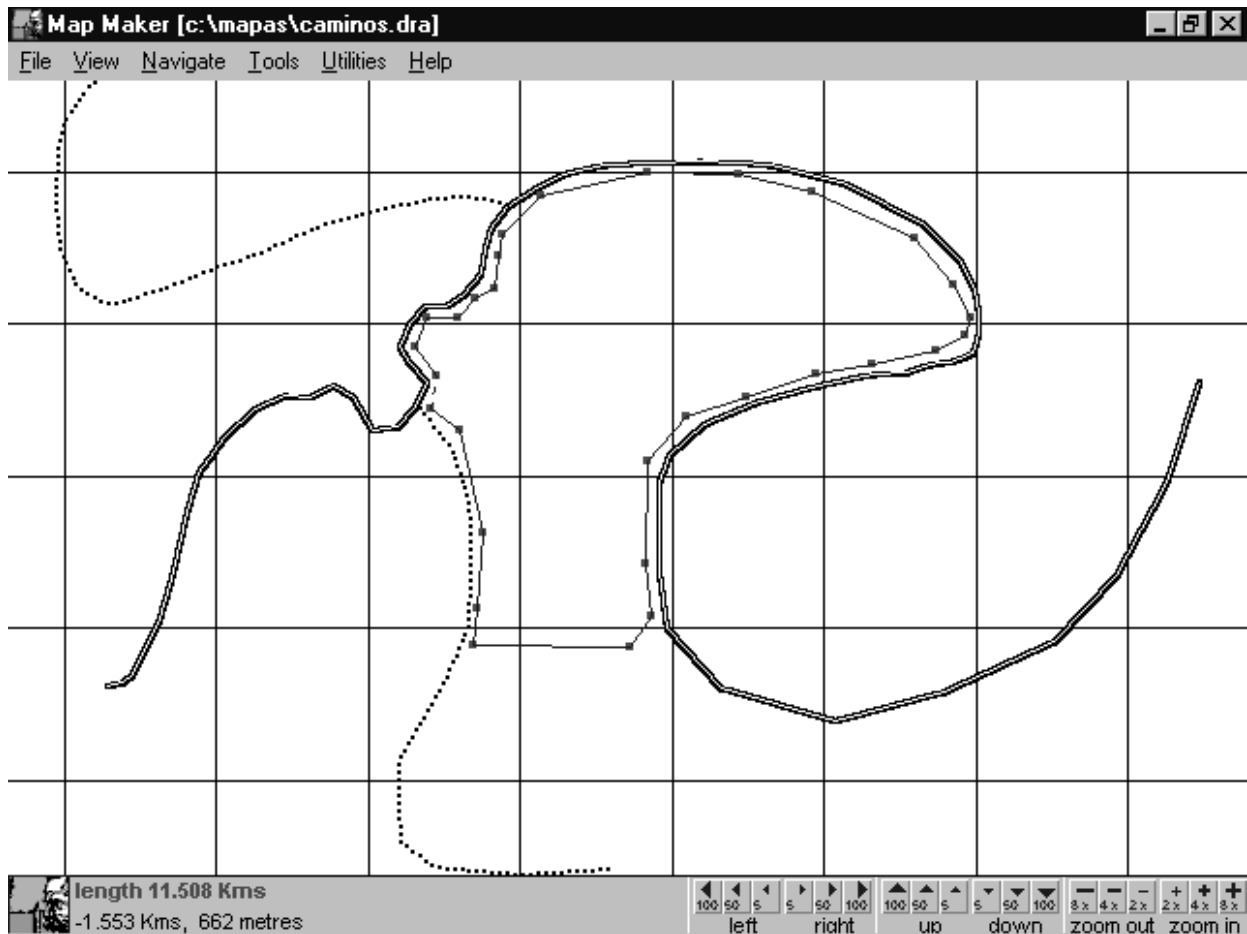 Map Maker [c:\mapas\caminos.dra]
File View Navigate Tools Utilities Help
length 11.508 Kms
-1.553 Kms, 662 metres
100 50 5 5 50 100 100 50 5 5 50 100 8x 4x 2x 2x 4x 8x
left right up down zoom out zoom in